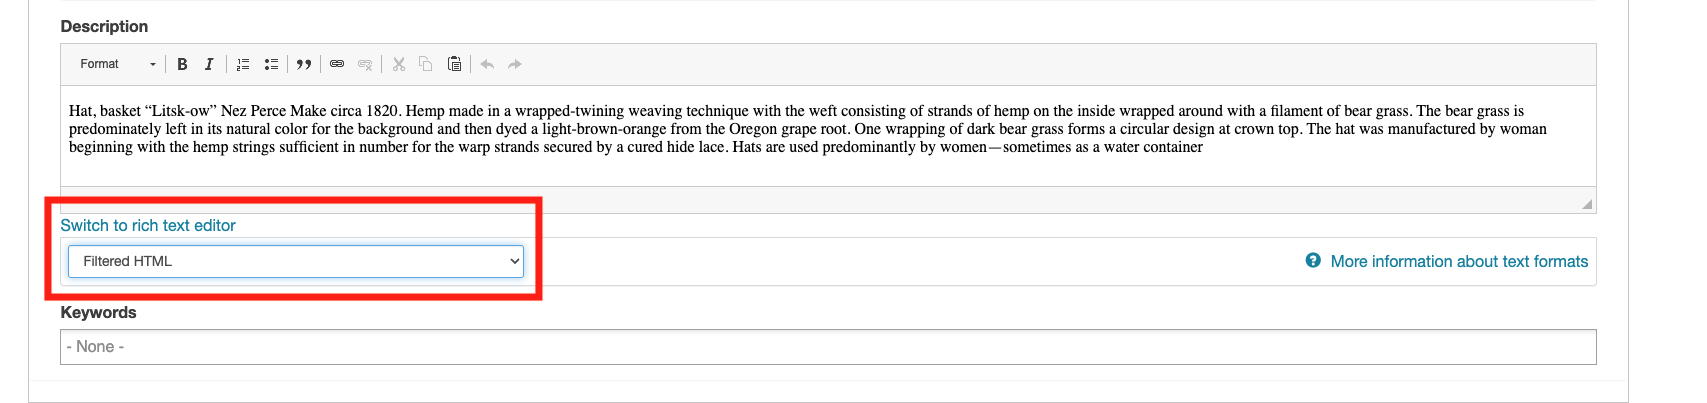 Description
Format B I
Hat, basket “Litsk-ow” Nez Perce Make circa 1820. Hemp made in a wrapped-twining weaving technique with the weft consisting of strands of hemp on the inside wrapped around with a filament of bear grass. The bear grass is
predominately left in its natural color for the background and then dyed a light-brown-orange from the Oregon grape root. One wrapping of dark bear grass forms a circular design at crown top. The hat was manufactured by woman
beginning with the hemp strings sufficient in number for the warp strands secured by a cured hide lace. Hats are used predominantly by women—sometimes as a water container
Switch to rich text editor
Filtered HTML
More information about text formats
Keywords
- None -